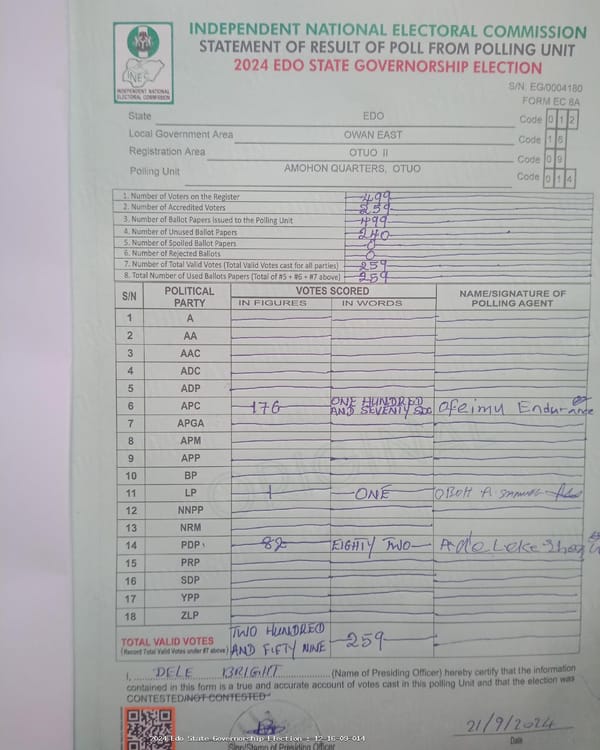 INDEPENDENT NATIONAL ELECTORAL COMMISSION
STATEMENT OF RESULT OF POLL FROM POLLING UNIT
2024 EDO STATE GOVERNORSHIP ELECTION
INEC
INDEPENDENT NATIONAL
ELECTORAL COMMISSION
S/N. EG/0004180
FORM EC 8A
State EDO Code 0 1 2
Local Government Area OWAN EAST Code 1 6
Registration Area OTUO II Code 0 9
Polling Unit AMOHON QUARTERS, OTUO Code 0 1 4
1. Number of Voters on the Register 499
2. Number of Accredited Voters 259
3. Number of Ballot Papers Issued to the Polling Unit 499
4. Number of Unused Ballot Papers 240
5. Number of Spoiled Ballot Papers 0
6. Number of Rejected Ballots 0
7. Number of Total Valid Votes (Total Valid Votes cast for all parties) 259
8. Total Number of Used Ballots Papers (Total of #5 + #6 + #7 above) 259
S/N POLITICAL PARTY VOTES SCORED NAME/SIGNATURE OF POLLING AGENT
IN FIGURES IN WORDS
1 A
2 AA
3 AAC
4 ADC
5 ADP
6 APC 176 ONE HUNDRED AND SEVENTY SIX Ofeimu Endurance
7 APGA
8 APM
9 APP
10 BP
11 LP 1 ONE OBOH A SAMUEL
12 NNPP
13 NRM
14 PDP 82 EIGHTY TWO
15 PRP
16 SDP
17 YPP
18 ZLP
TOTAL VALID VOTES TWO HUNDRED AND FIFTY NINE 259
(Record Total Valid Votes under #7 above)
I, DELE BRIGHT (Name of Presiding Officer) hereby certify that the information
contained in this form is a true and accurate account of votes cast in this polling Unit and that the election was
CONTESTED/NOT CONTESTED
21/9/2024
Date
Sign/Stamp of Presiding Officer
2024 Edo State Governorship Election : 12-16-09-014